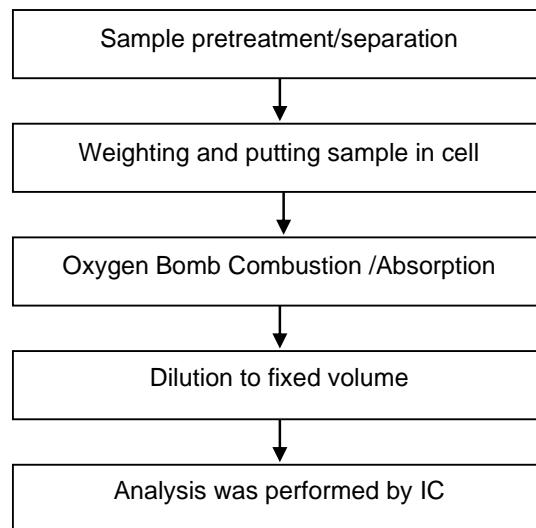 Sample pretreatment/separation
Weighting and putting sample in cell
Oxygen Bomb Combustion /Absorption
Dilution to fixed volume
Analysis was performed by IC